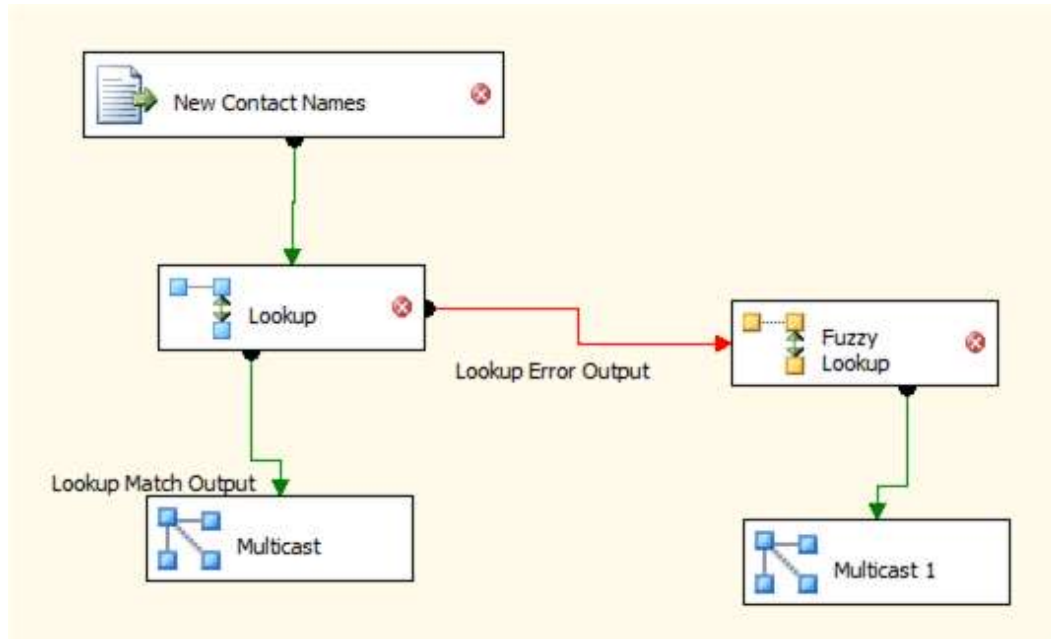 New Contact Names
Lookup
Lookup Error Output
Fuzzy
Lookup
Lookup Match Output
Multicast
Multicast 1